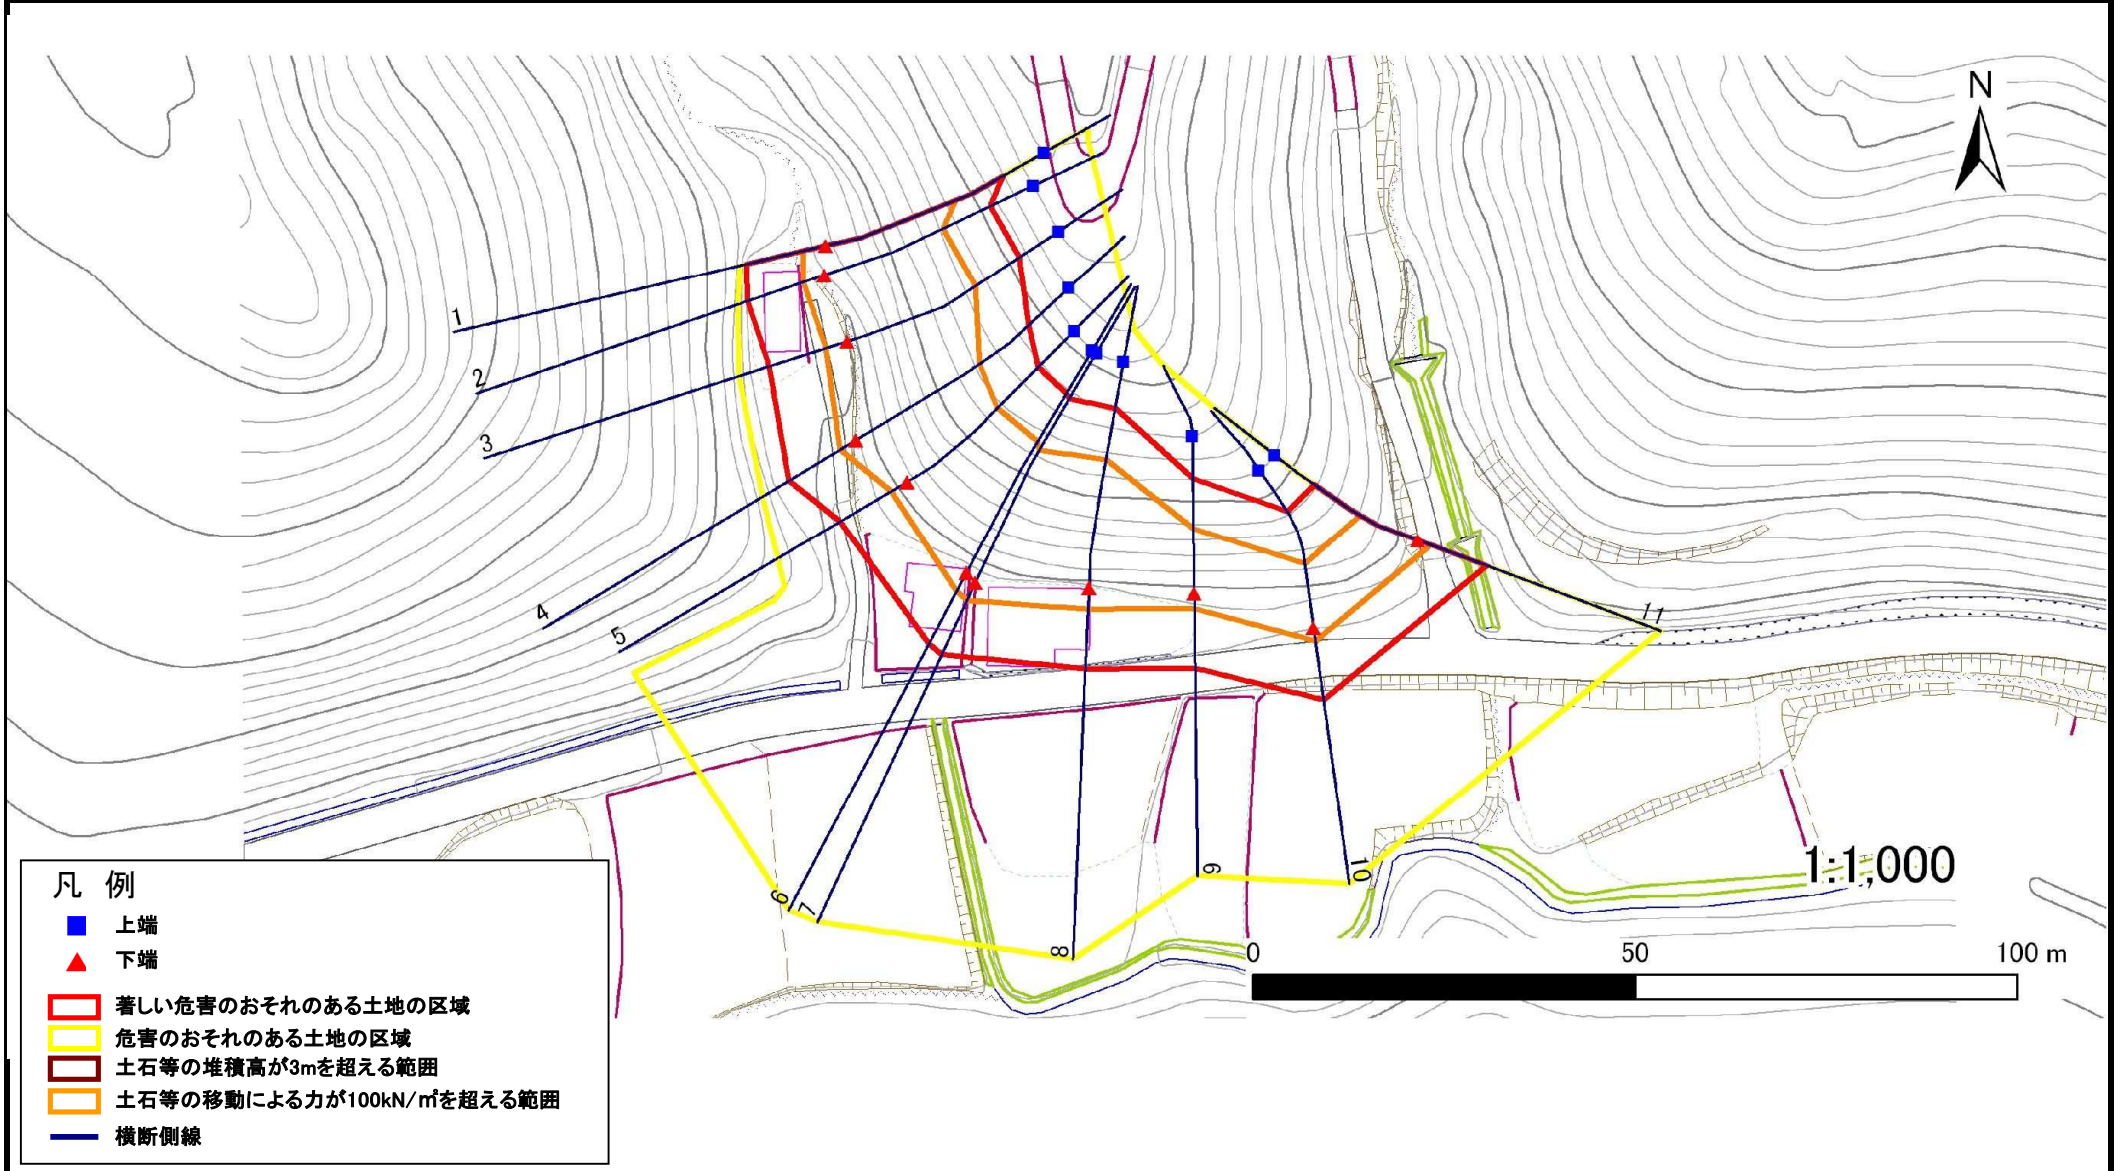 N
1
2
3
4
5
6
7
8
9
10
11
1:1,000
0 50 100 m
凡 例
上端
下端
著しい危害のおそれのある土地の区域
危害のおそれのある土地の区域
土石等の堆積高が3mを超える範囲
土石等の移動による力が100kN/㎡を超える範囲
横断側線